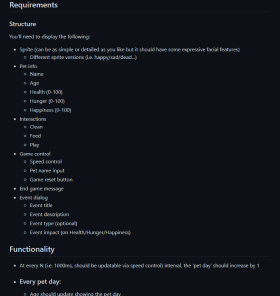 Requirements
Structure
You'll need to display the following:
Sprite (can be as simple or detailed as you like but it should have some expressive facial features)
Different sprite versions (i.e. happy/sad/dead...)
Pet info
Name
Age
Health (0-100)
Hunger (0-100)
Happiness (0-100)
Interactions
Clean
Feed
Play
Game control
Speed control
Pet name input
Game reset button
End game message
Event dialog
Event title
Event description
Event type (optional)
Event impact (on Health/Hunger/Happiness)
Functionality
At every N (i.e. 1000ms, should be updatable via speed control) interval, the 'pet day' should increase by 1
Every pet day:
Age should update showing the pet day